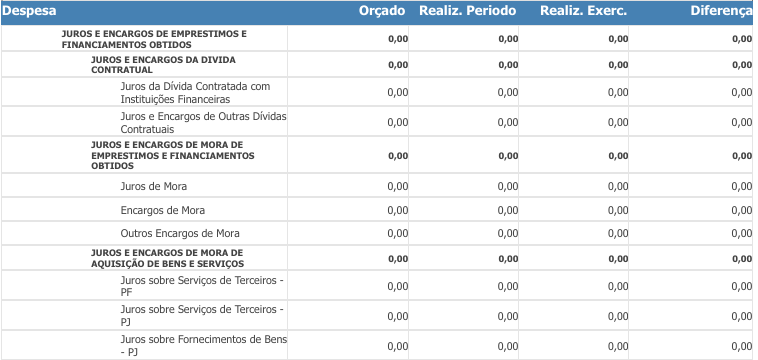 Despesa Orçado Realiz. Periodo Realiz. Exerc. Diferença
JUROS E ENCARGOS DE EMPRESTIMOS E
FINANCIAMENTOS OBTIDOS 0,00 0,00 0,00 0,00
JUROS E ENCARGOS DA DIVIDA
CONTRATUAL 0,00 0,00 0,00 0,00
Juros da Dívida Contratada com
Instituições Financeiras 0,00 0,00 0,00 0,00
Juros e Encargos de Outras Dívidas
Contratuais 0,00 0,00 0,00 0,00
JUROS E ENCARGOS DE MORA DE
EMPRESTIMOS E FINANCIAMENTOS 0,00 0,00 0,00 0,00
OBTIDOS
Juros de Mora 0,00 0,00 0,00 0,00
Encargos de Mora 0,00 0,00 0,00 0,00
Outros Encargos de Mora 0,00 0,00 0,00 0,00
JUROS E ENCARGOS DE MORA DE
AQUISIÇÃO DE BENS E SERVIÇOS 0,00 0,00 0,00 0,00
Juros sobre Serviços de Terceiros -
PF 0,00 0,00 0,00 0,00
Juros sobre Serviços de Terceiros -
PJ 0,00 0,00 0,00 0,00
Juros sobre Fornecimentos de Bens
- PJ 0,00 0,00 0,00 0,00